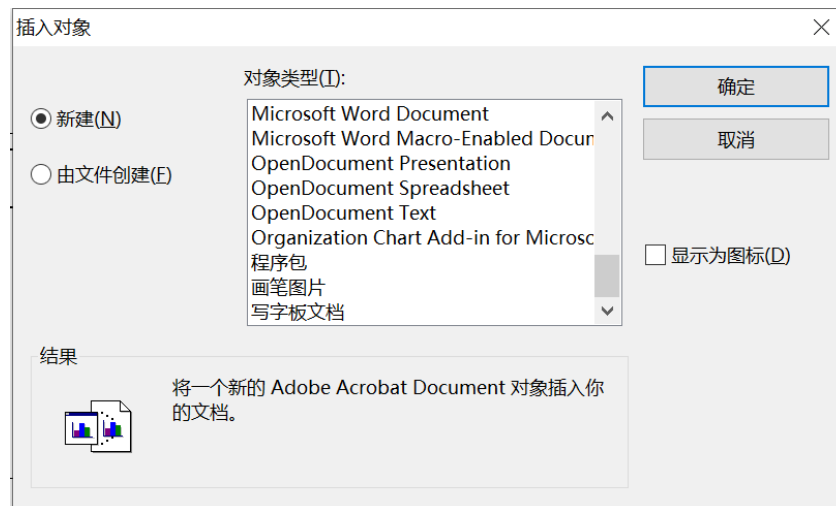 插入对象
对象类型(T):
新建(N)
由文件创建(F)
Microsoft Word Document
Microsoft Word Macro-Enabled Docun
OpenDocument Presentation
OpenDocument Spreadsheet
OpenDocument Text
Organization Chart Add-in for Microsc
程序包
画笔图片
写字板文档
确定
取消
显示为图标(D)
结果
将一个新的 Adobe Acrobat Document 对象插入你
的文档。